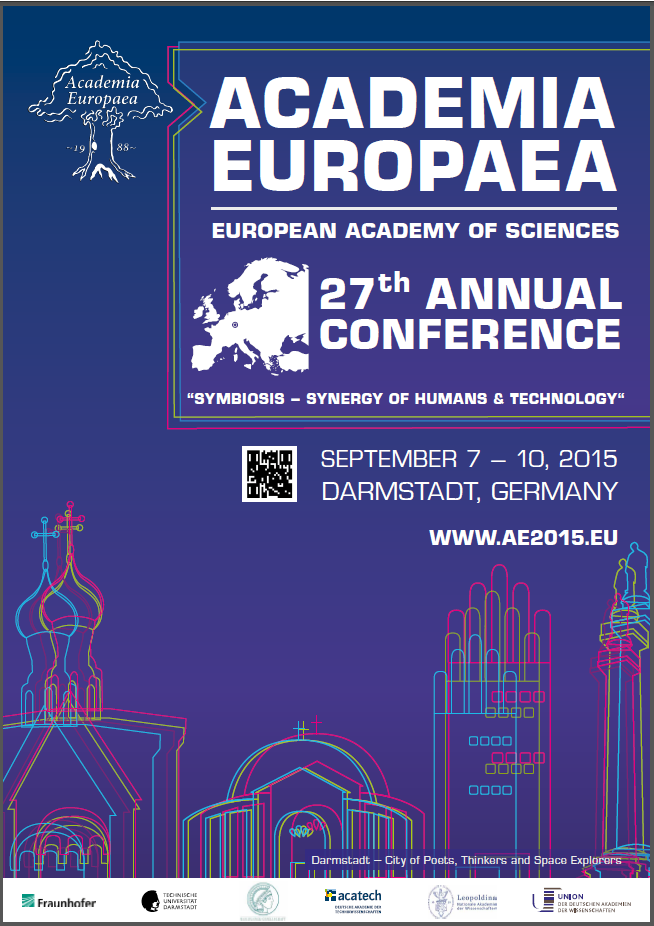 Academia
Europaea
~19 88~
ACADEMIA
EUROPAEA
EUROPEAN ACADEMY OF SCIENCES
27th ANNUAL
CONFERENCE
"SYMBIOSIS – SYNERGY OF HUMANS & TECHNOLOGY"
SEPTEMBER 7 – 10, 2015
DARMSTADT, GERMANY
WWW.AE2015.EU
Darmstadt – City of Poets, Thinkers and Space Explorers
Fraunhofer
TECHNISCHE
UNIVERSITÄT
DARMSTADT
acatech
DEUTSCHE AKADEMIE DER
TECHNIKWISSENSCHAFTEN
Leopoldina
Nationale Akademie
der Wissenschaften
UNION
DER DEUTSCHEN AKADEMIEN
DER WISSENSCHAFTEN